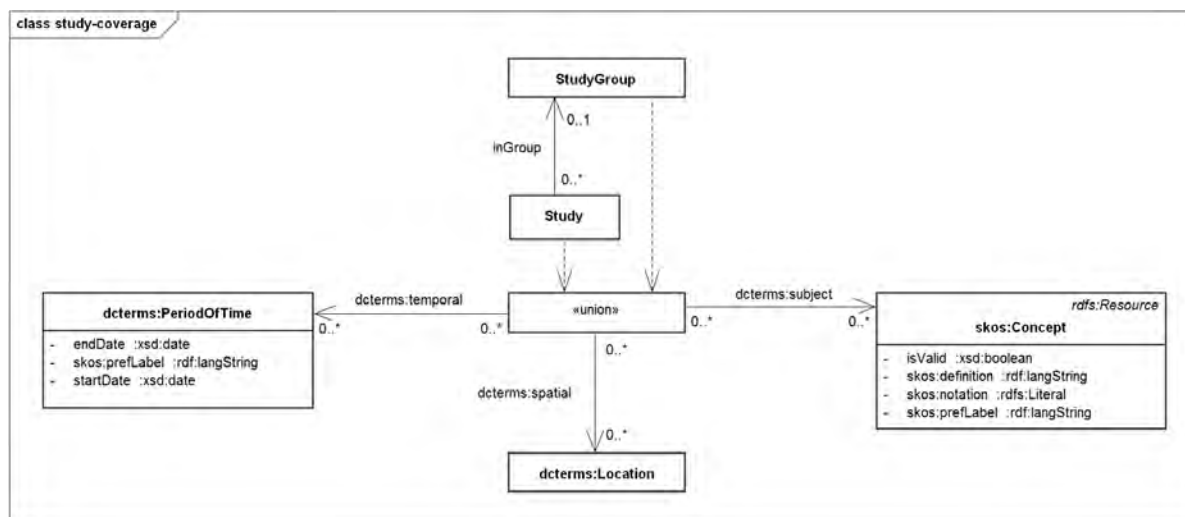 class study-coverage
StudyGroup
0..1
inGroup
0..*
Study
dcterms:PeriodOfTime
- endDate :xsd:date
- skos:prefLabel :rdf:langString
- startDate :xsd:date
dcterms:temporal
0..*
0..*
«union»
dcterms:subject
0..*
0..*
rdfs:Resource
skos:Concept
- isValid :xsd:boolean
- skos:definition :rdf:langString
- skos:notation :rdfs:Literal
- skos:prefLabel :rdf:langString
0..*
dcterms:spatial
0..*
dcterms:Location